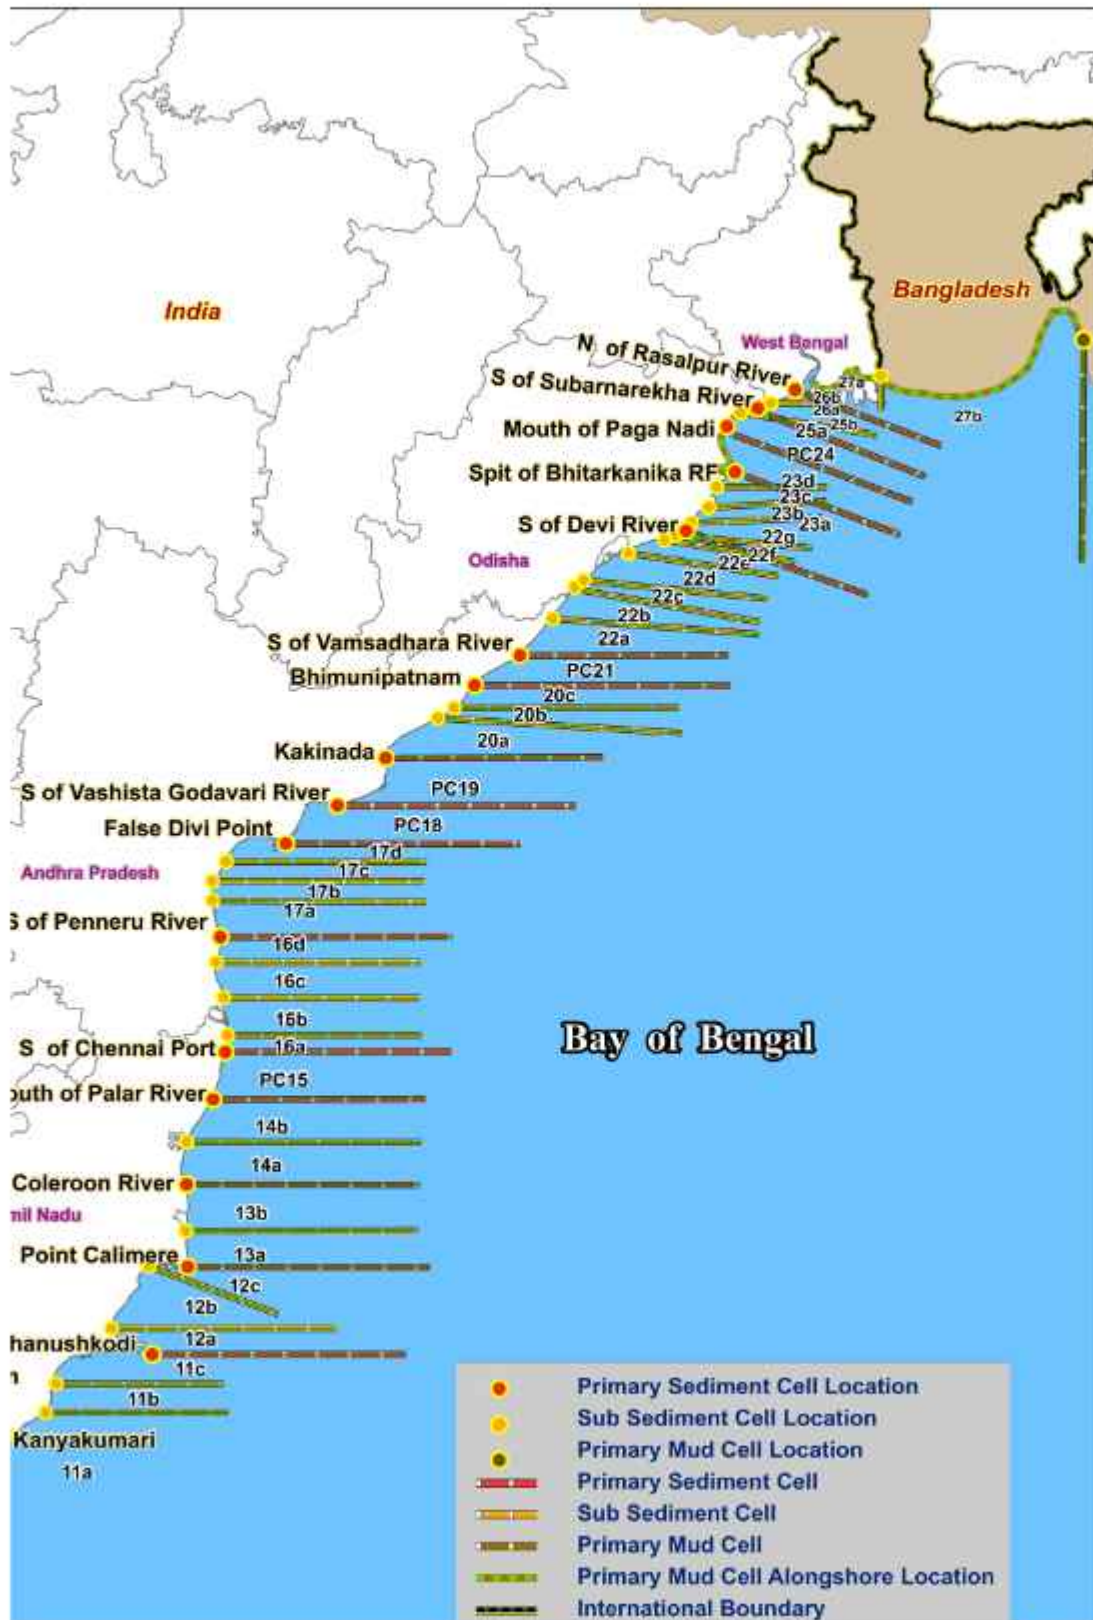 India
Bangladesh
West Bengal
N of Rasalpur River
27a
S of Subarnarekha River
26b
26a
27b
Mouth of Paga Nadi
25b
25a
PC24
Spit of Bhitarkanika RF
23d
23c
23b
23a
S of Devi River
22g
22f
22e
Odisha
22d
22c
22b
S of Vamsadhara River
22a
Bhimunipatnam
PC21
20c
20b
Kakinada
20a
S of Vashista Godavari River
PC19
False Divi Point
PC18
17d
Andhra Pradesh
17c
17b
17a
S of Penneru River
16d
16c
16b
Bay of Bengal
S of Chennai Port
16a
outh of Palar River
PC15
14b
14a
Coleroon River
mil Nadu
13b
Point Calimere
13a
12c
12b
hanushkodi
12a
11c
n
11b
Kanyakumari
11a
Primary Sediment Cell Location
Sub Sediment Cell Location
Primary Mud Cell Location
Primary Sediment Cell
Sub Sediment Cell
Primary Mud Cell
Primary Mud Cell Alongshore Location
International Boundary